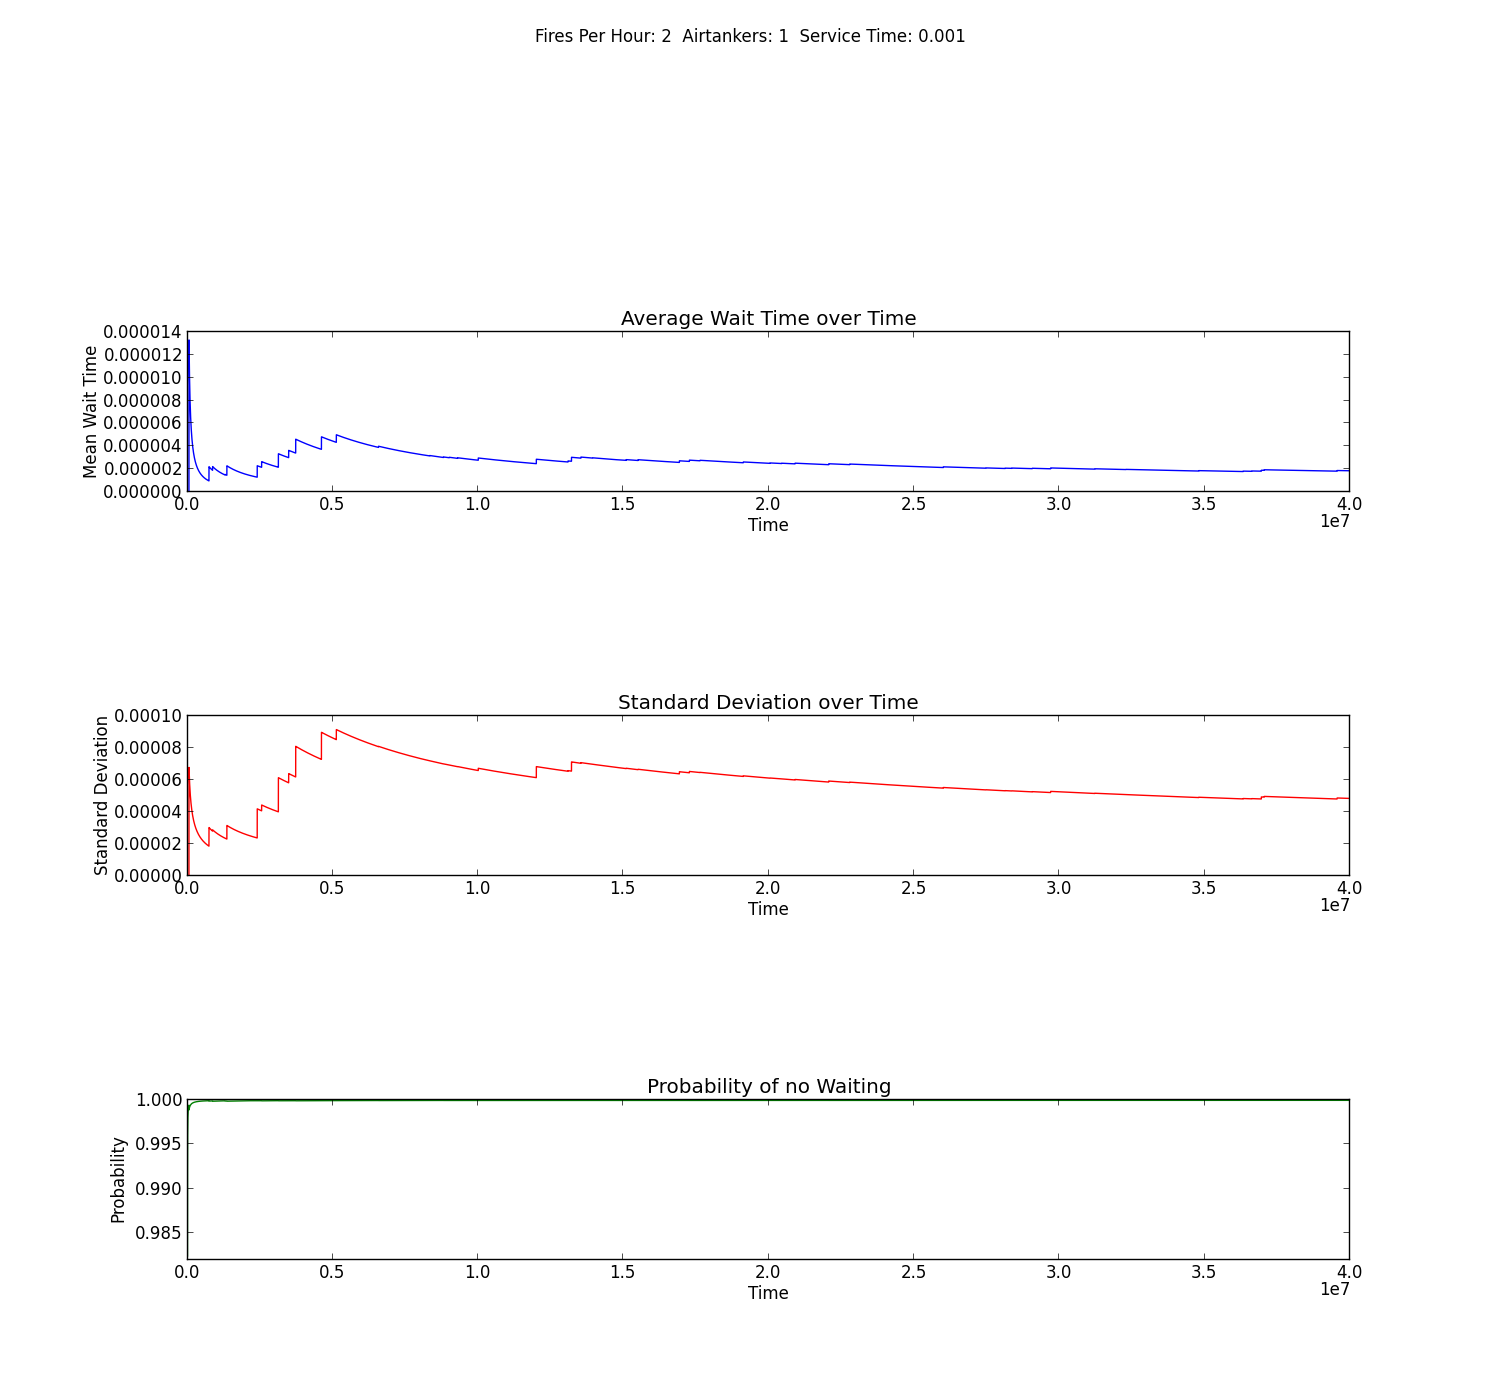 Fires Per Hour: 2  Airtankers: 1  Service Time: 0.001
Average Wait Time over Time
0.000014
0.000012
0.000010
0.000008
0.000006
0.000004
0.000002
0.000000
Mean Wait Time
0.0 0.5 1.0 1.5 2.0 2.5 3.0 3.5 4.0
1e7
Time
Standard Deviation over Time
0.00010
0.00008
0.00006
0.00004
0.00002
0.00000
Standard Deviation
0.0 0.5 1.0 1.5 2.0 2.5 3.0 3.5 4.0
1e7
Time
Probability of no Waiting
1.000
0.995
0.990
0.985
Probability
0.0 0.5 1.0 1.5 2.0 2.5 3.0 3.5 4.0
1e7
Time